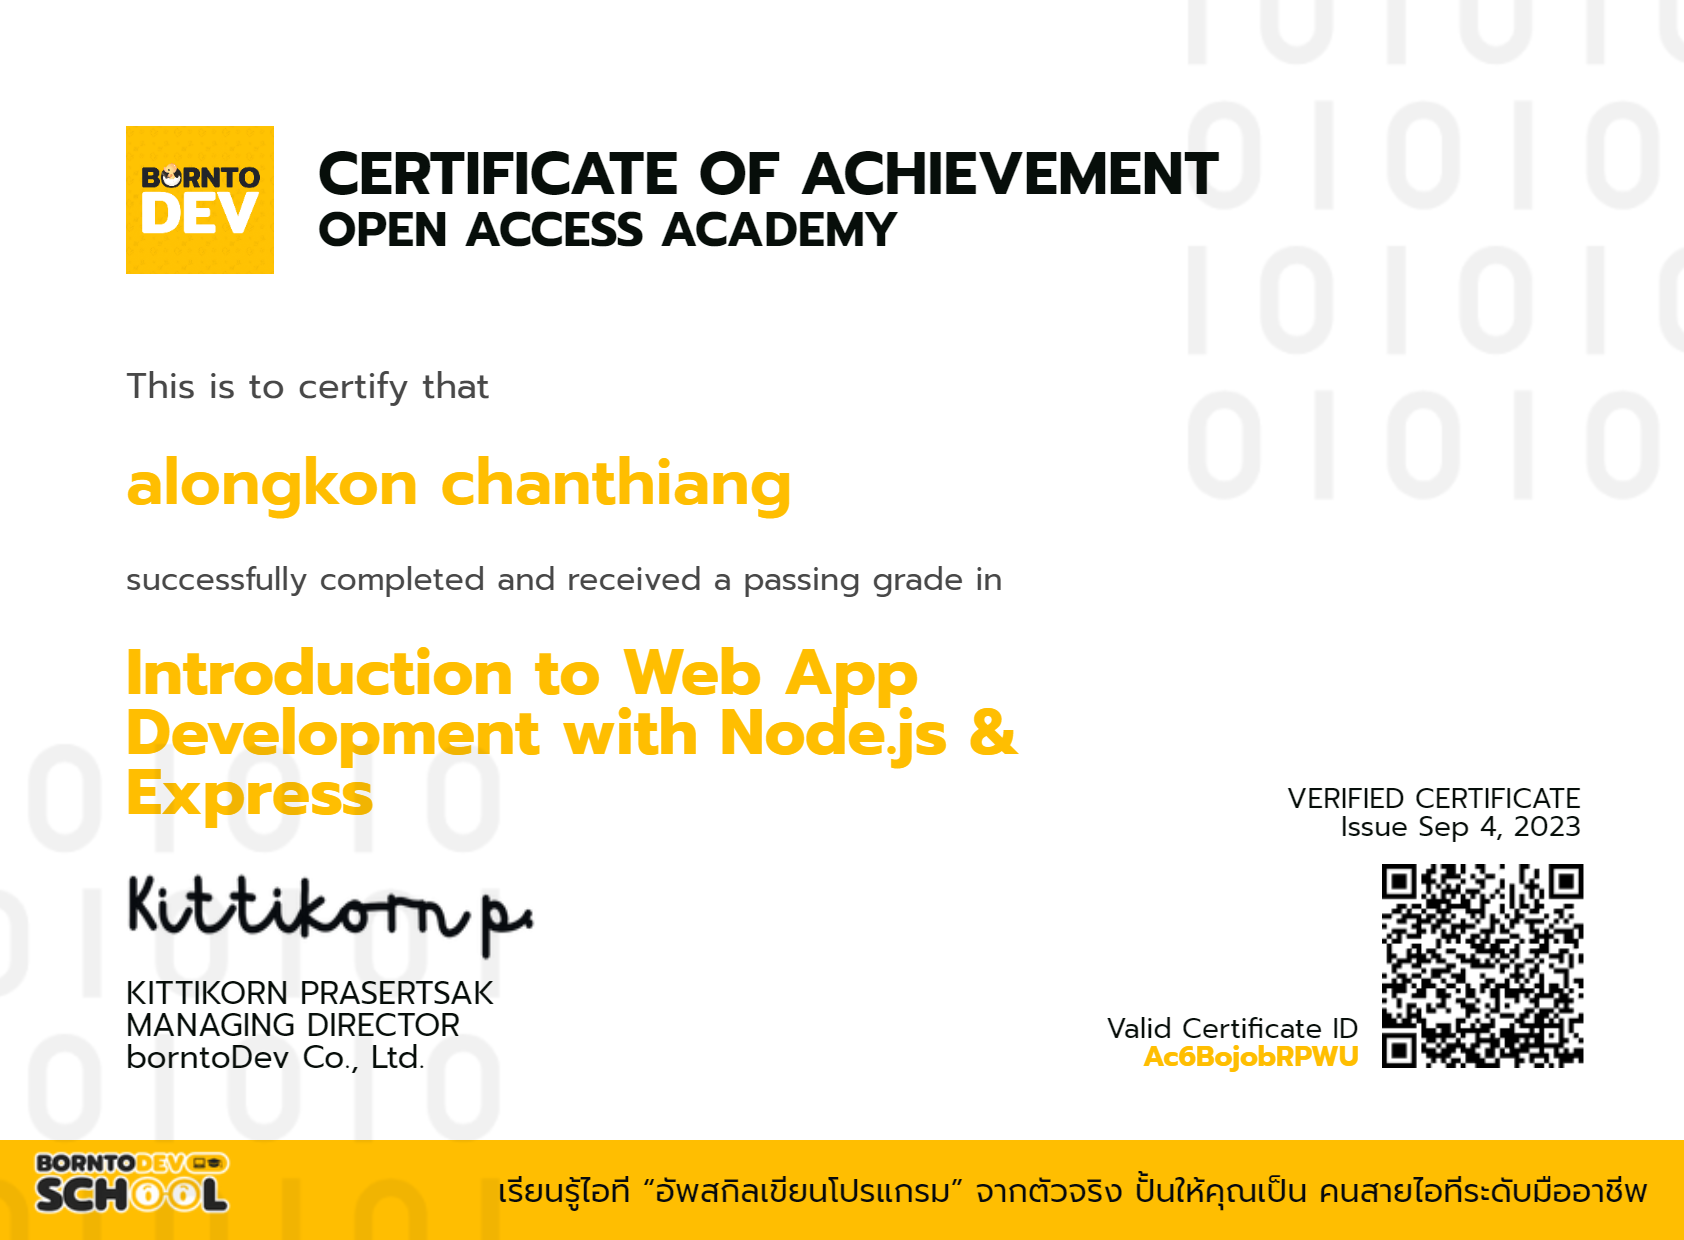 BORNTO
DEV
CERTIFICATE OF ACHIEVEMENT
OPEN ACCESS ACADEMY
This is to certify that
alongkon chanthiang
successfully completed and received a passing grade in
Introduction to Web App
Development with Node.js &
Express
Kittikorn p.
KITTIKORN PRASERTSAK
MANAGING DIRECTOR
borntoDev Co., Ltd.
VERIFIED CERTIFICATE
Issue Sep 4, 2023
Valid Certificate ID
Ac6BojobRPWU
BORNTODEV
SCHOOL
เรียนรู้ไอที “อัพสกิลเขียนโปรแกรม” จากตัวจริง ปั้นให้คุณเป็น คนสายไอทีระดับมืออาชีพ